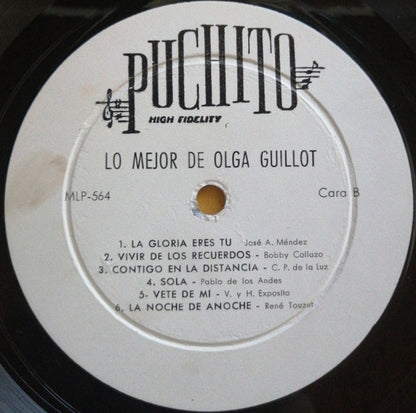 PUCHITO
HIGH FIDELITY
LO MEJOR DE OLGA GUILLOT
MLP-564 Cara B
1. LA GLORIA ERES TU José A. Méndez
2. VIVIR DE LOS RECUERDOS - Bobby Collazo
3. CONTIGO EN LA DISTANCIA - C. P. de la Luz
4. SOLA - Pablo de los Andes
5- VETE DE MI - V. y H. Exposito
6. LA NOCHE DE ANOCHE - René Touzet